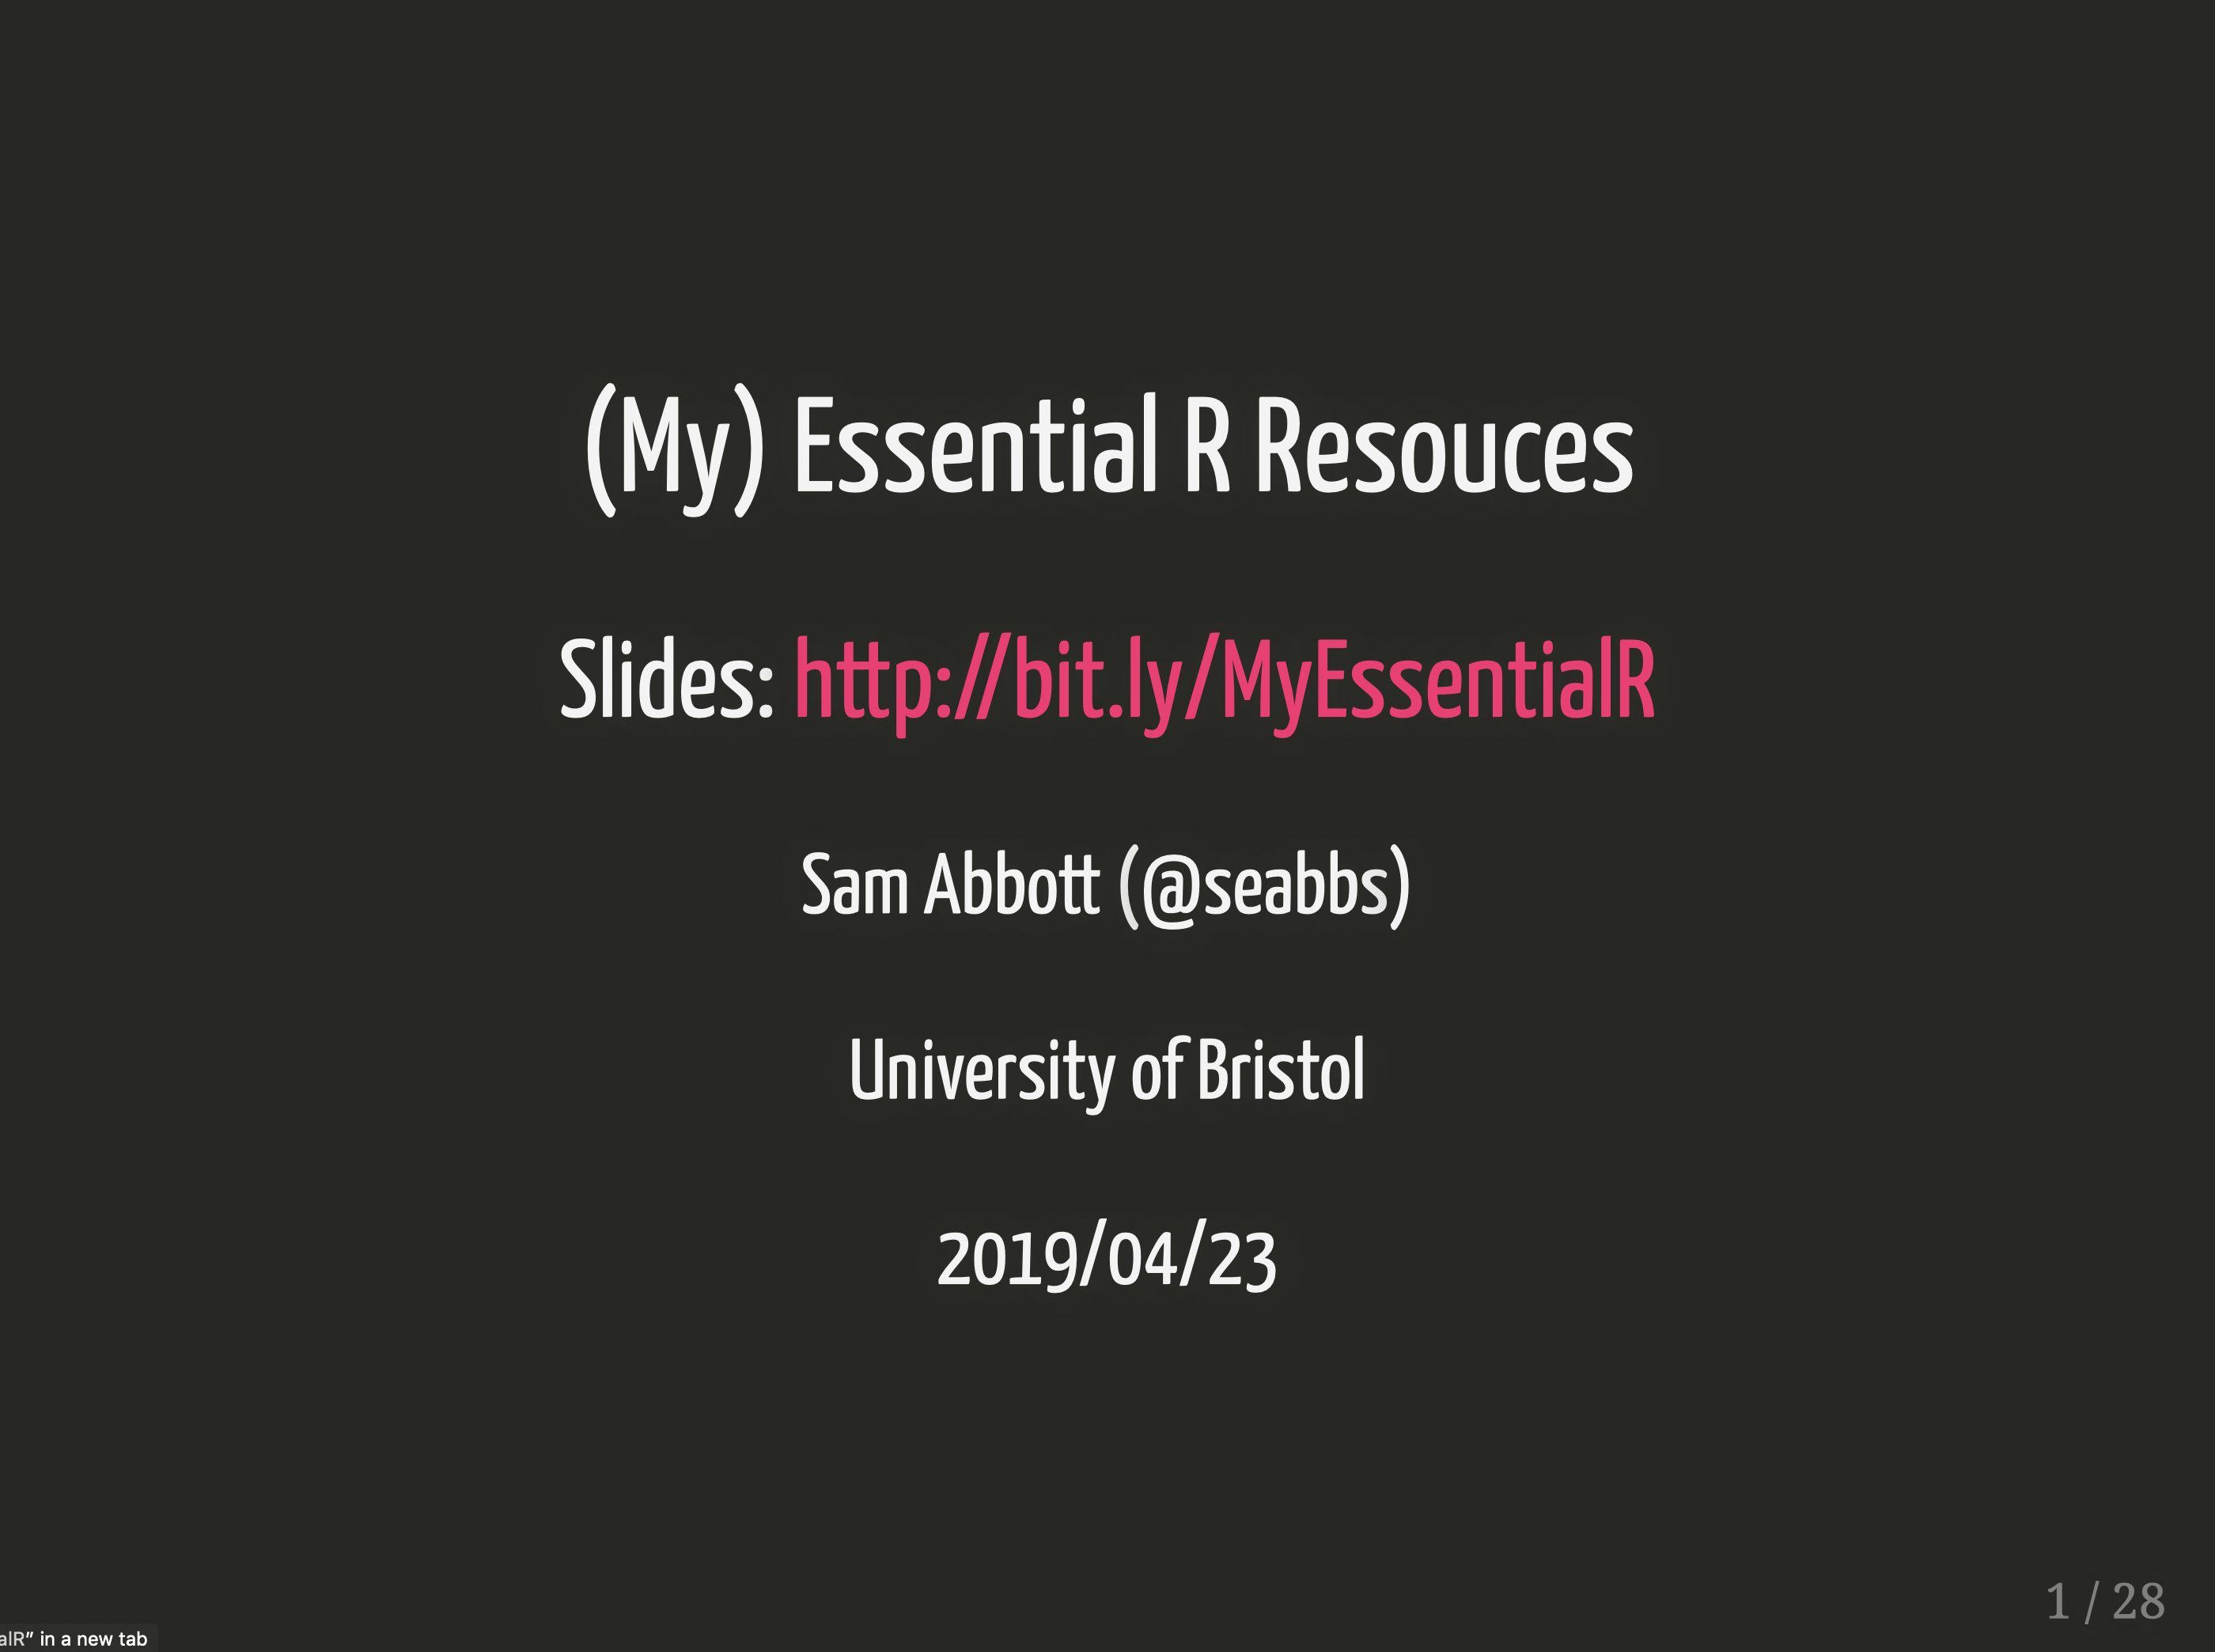 (My) Essential R Resouces
Slides: http://bit.ly/MyEssentialR
Sam Abbott (@seabbs)
University of Bristol
2019/04/23
1 / 28
alR” in a new tab